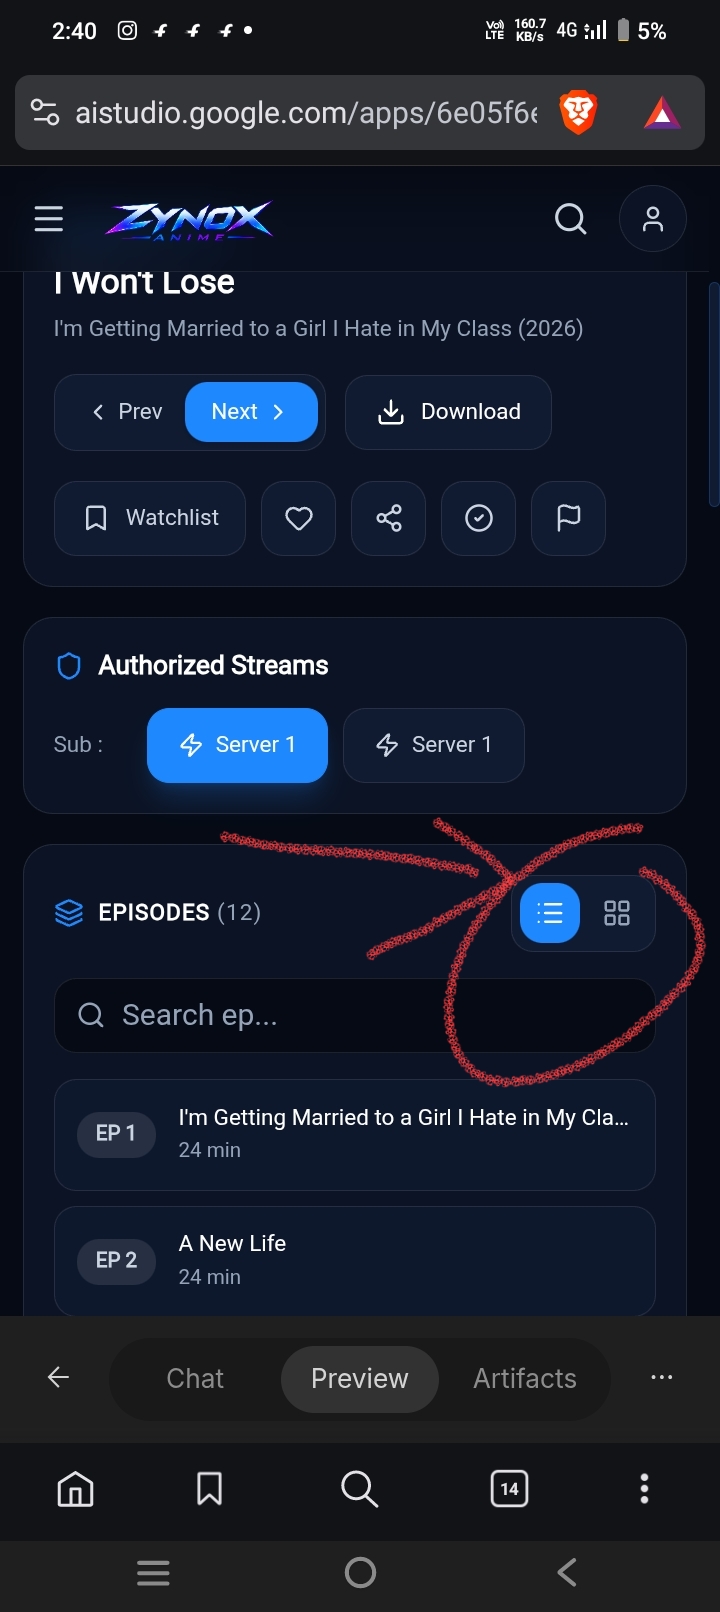 2:40 Vo) LTE 160.7 KB/s 4G 5%
aistudio.google.com/apps/6e05f6e
ZYNOX
ANIME
I Won't Lose
I'm Getting Married to a Girl I Hate in My Class (2026)
Prev Next Download
Watchlist
Authorized Streams
Sub : Server 1 Server 1
EPISODES (12)
Search ep...
EP 1 I'm Getting Married to a Girl I Hate in My Cla...
24 min
EP 2 A New Life
24 min
Chat Preview Artifacts
14